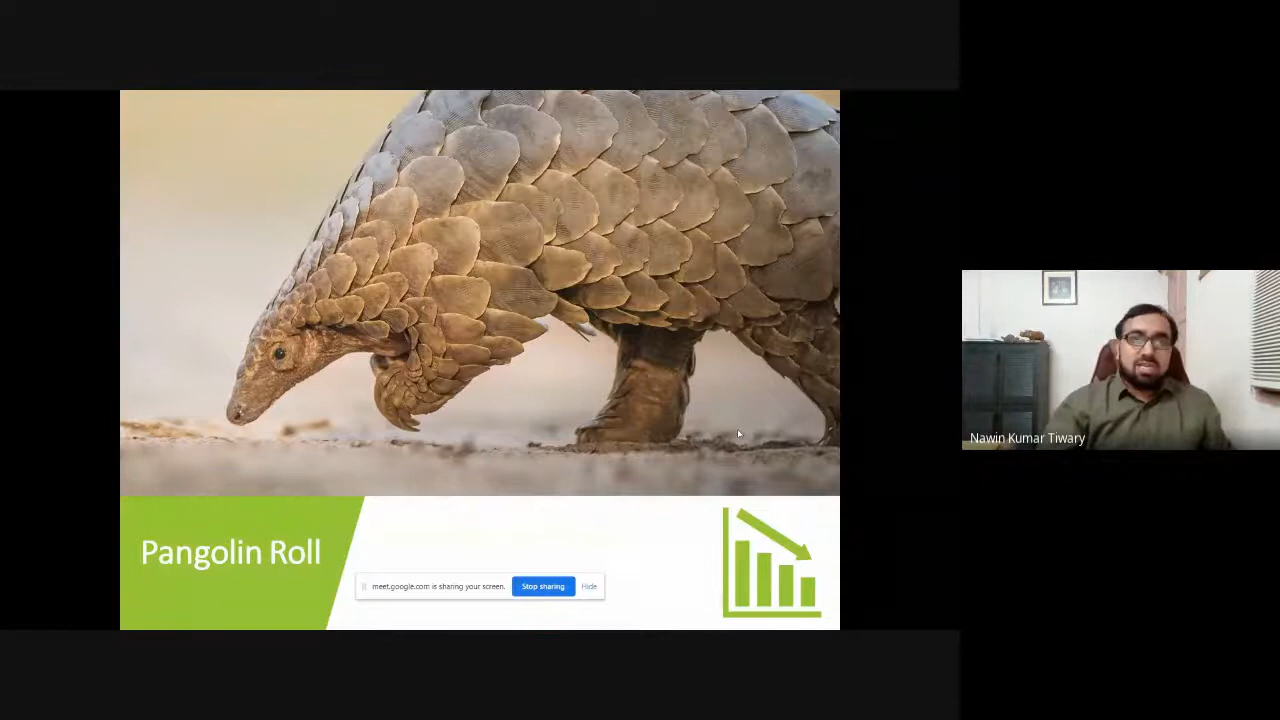 Pangolin Roll
meet.google.com is sharing your screen. Stop sharing Hide
Nawin Kumar Tiwary